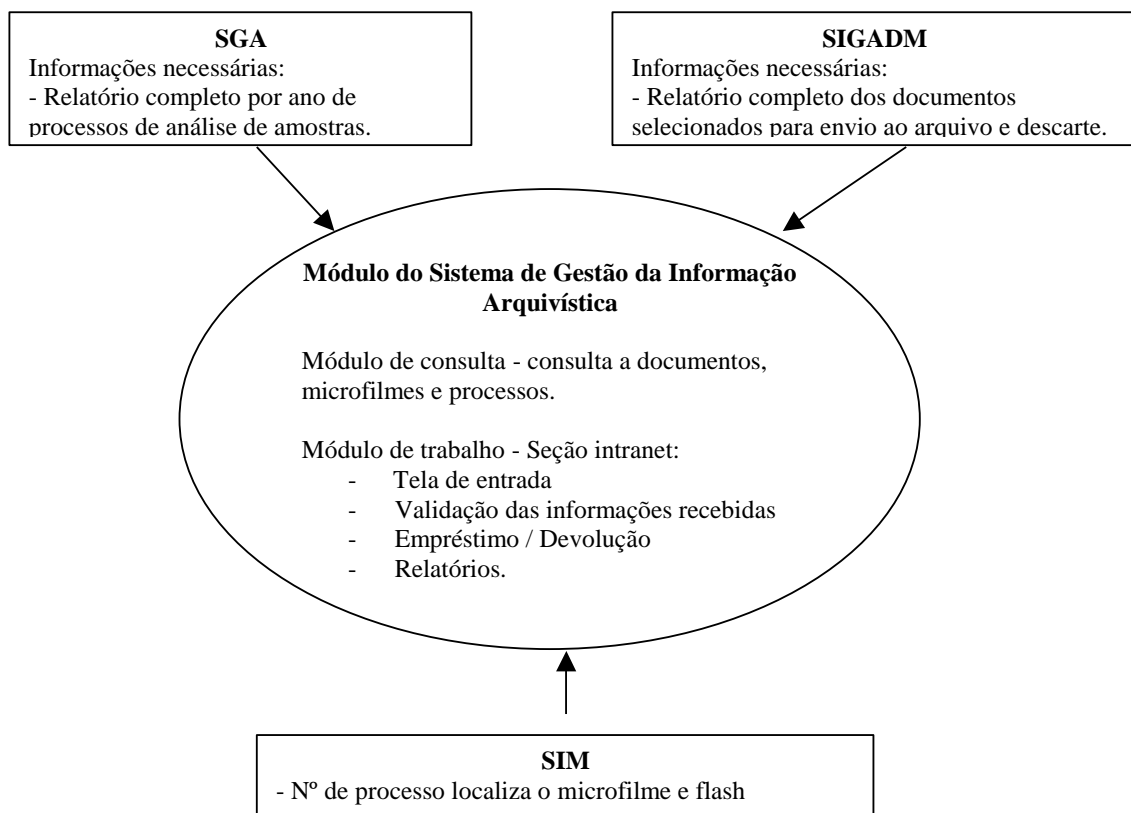 SGA
Informações necessárias:
- Relatório completo por ano de
processos de análise de amostras.
SIGADM
Informações necessárias:
- Relatório completo dos documentos
selecionados para envio ao arquivo e descarte.
Módulo do Sistema de Gestão da Informação
Arquivística
Módulo de consulta - consulta a documentos,
microfilmes e processos.
Módulo de trabalho - Seção intranet:
- Tela de entrada
- Validação das informações recebidas
- Empréstimo / Devolução
- Relatórios.
SIM
- Nº de processo localiza o microfilme e flash